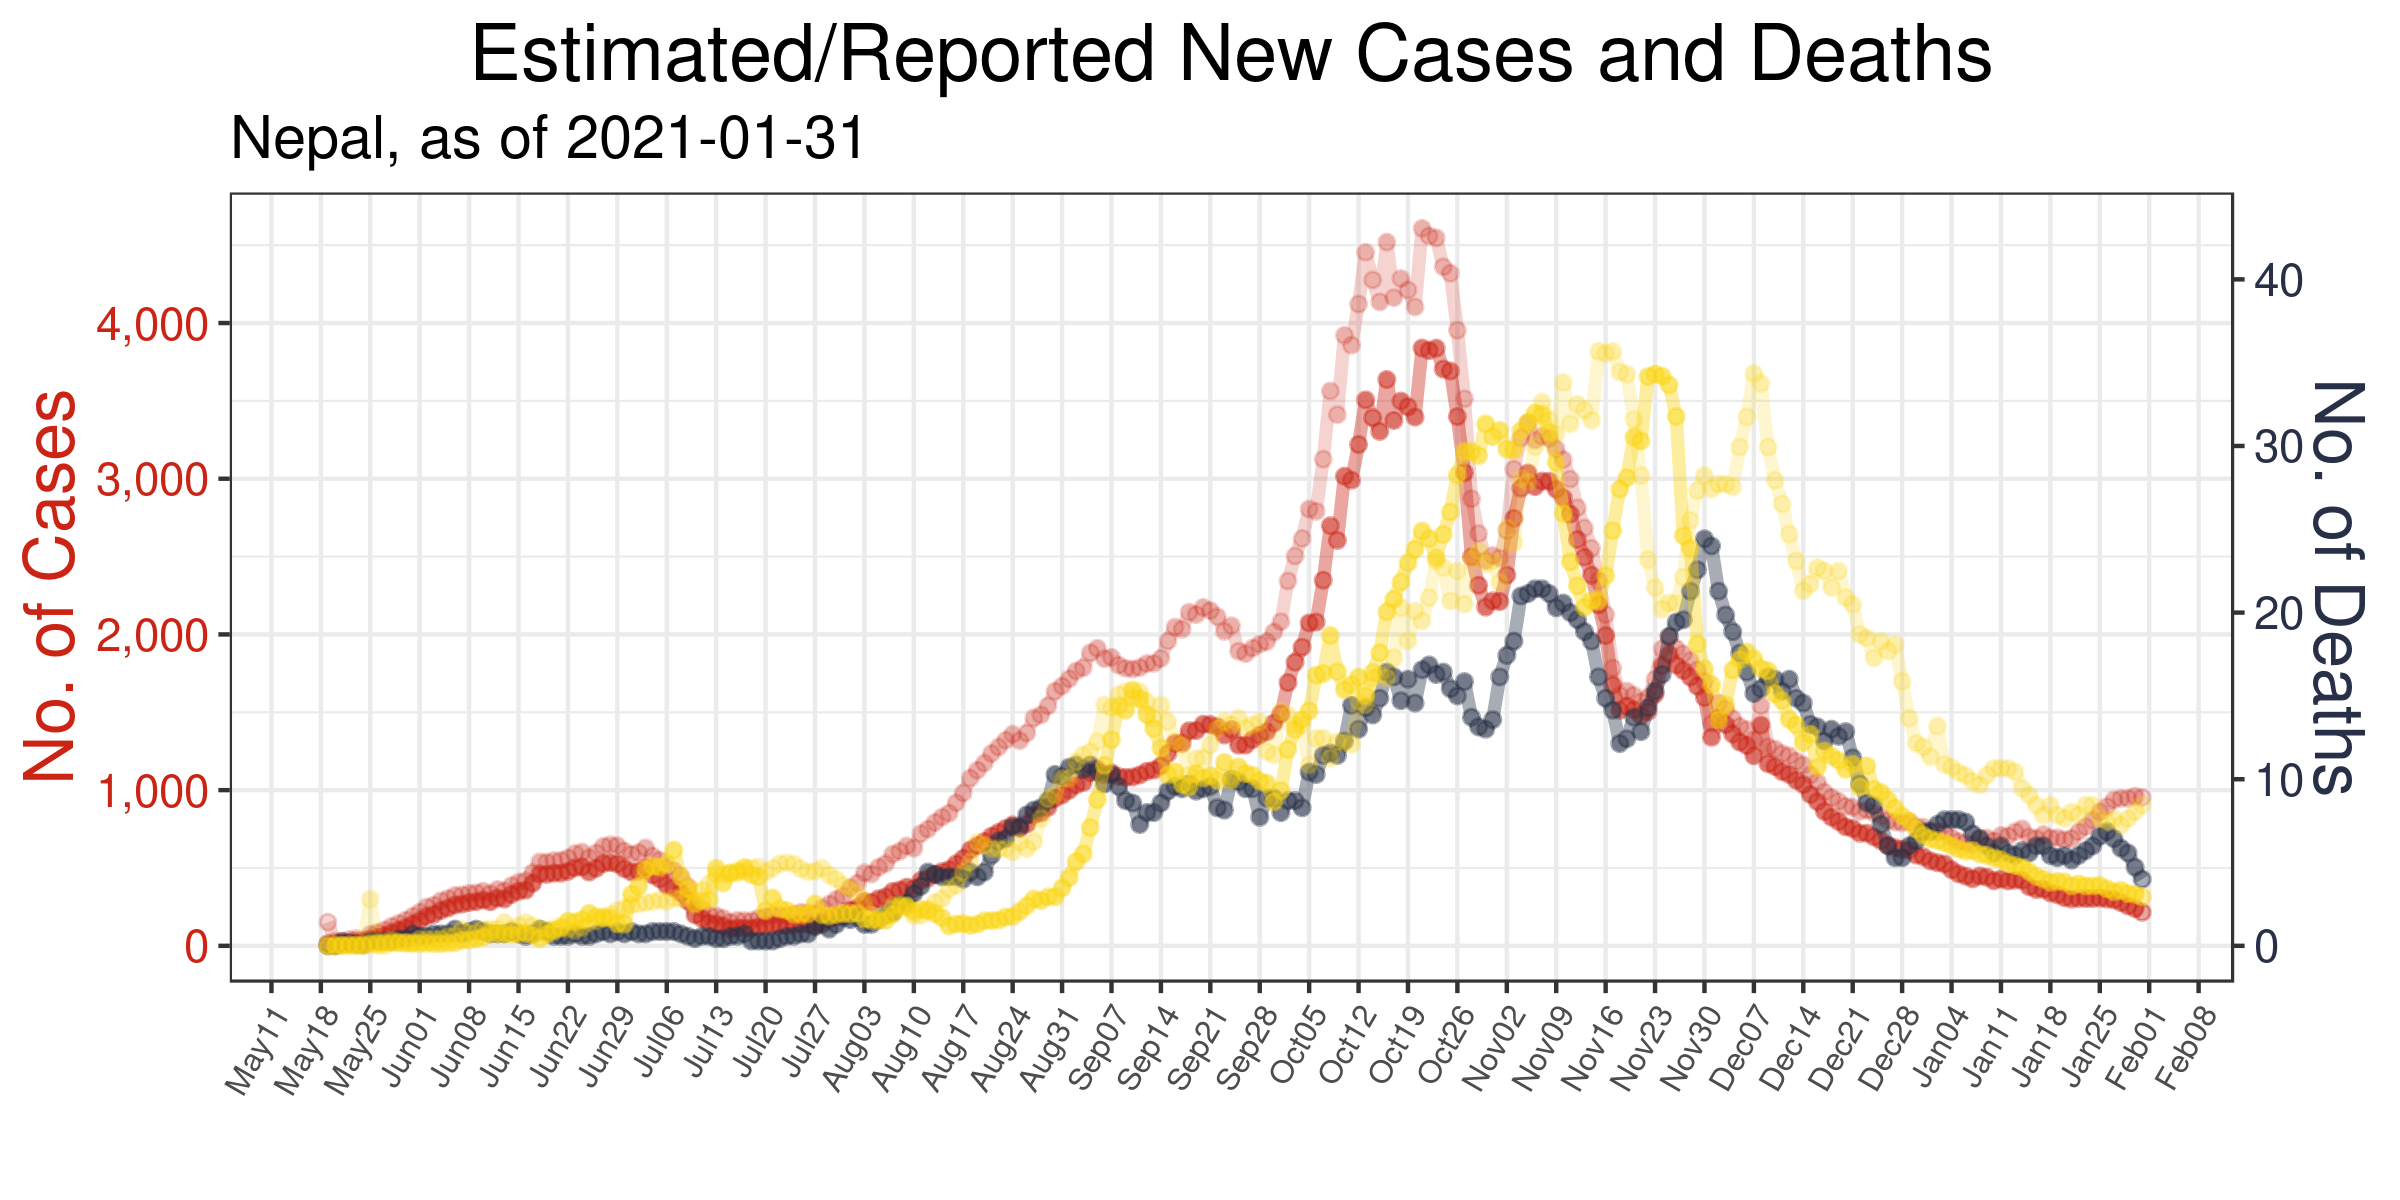 Estimated/Reported New Cases and Deaths
Nepal, as of 2021-01-31
No. of Cases
4,000
3,000
2,000
1,000
0
40
30
20
10
0
No. of Deaths
May11
May18
May25
Jun01
Jun08
Jun15
Jun22
Jun29
Jul06
Jul13
Jul20
Jul27
Aug03
Aug10
Aug17
Aug24
Aug31
Sep07
Sep14
Sep21
Sep28
Oct05
Oct12
Oct19
Oct26
Nov02
Nov09
Nov16
Nov23
Nov30
Dec07
Dec14
Dec21
Dec28
Jan04
Jan11
Jan18
Jan25
Feb01
Feb08